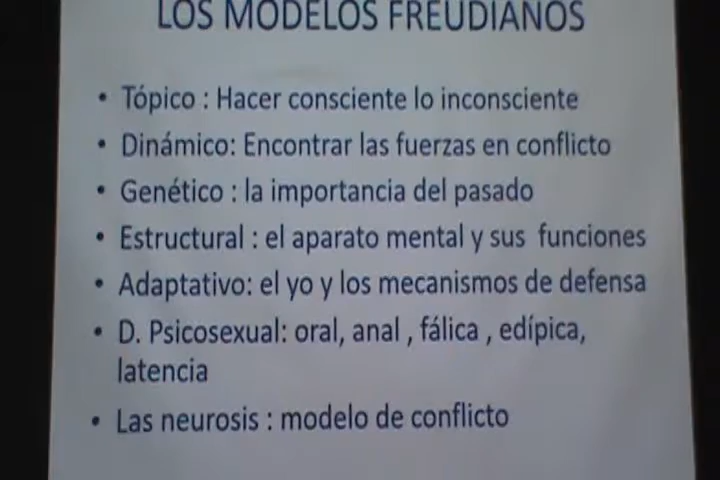 LOS MODELOS FREUDIANOS
• Tópico : Hacer consciente lo inconsciente
• Dinámico: Encontrar las fuerzas en conflicto
• Genético : la importancia del pasado
• Estructural : el aparato mental y sus funciones
• Adaptativo: el yo y los mecanismos de defensa
• D. Psicosexual: oral, anal , fálica , edípica,
latencia
• Las neurosis : modelo de conflicto